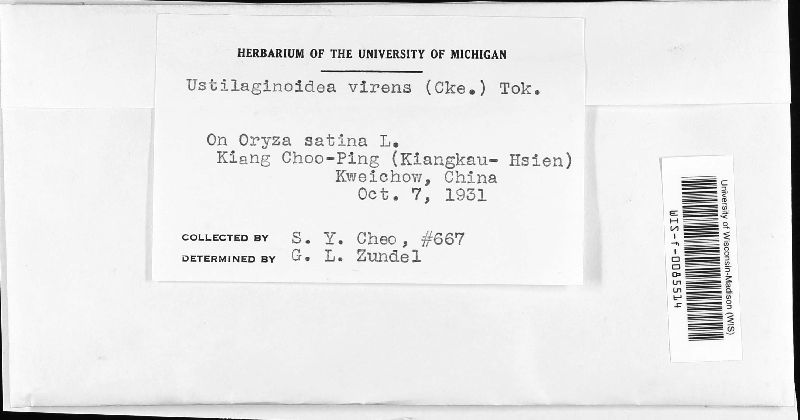 HERBARIUM OF THE UNIVERSITY OF MICHIGAN
Ustilaginoidea virens (Cke.) Tok.
On Oryza satina L.
Kiang Choo-Ping (Kiangkau- Hsien)
Kweichow, China
Oct. 7, 1931
COLLECTED BY S. Y. Cheo, #667
DETERMINED BY G. L. Zundel
University of Wisconsin-Madison (WIS)
WIS-f-0085514